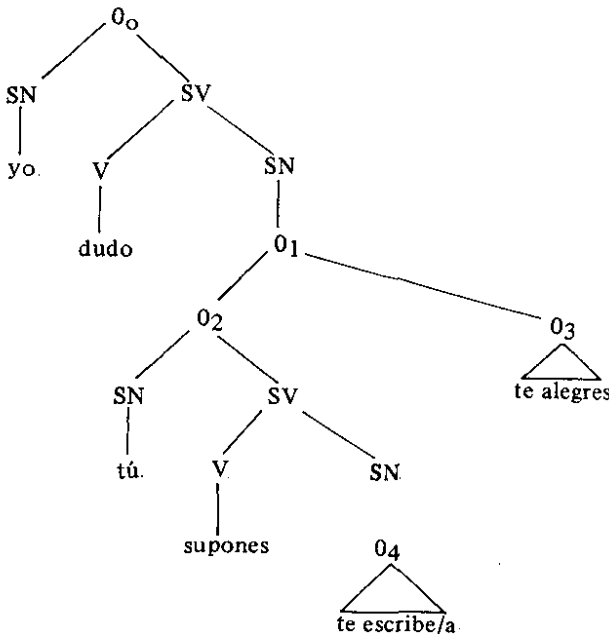 0o
SN SV
yo. V SN
dudo
01
02 03
te alegres
SN SV
tú. V. SN.
supones
04
te escribe/a